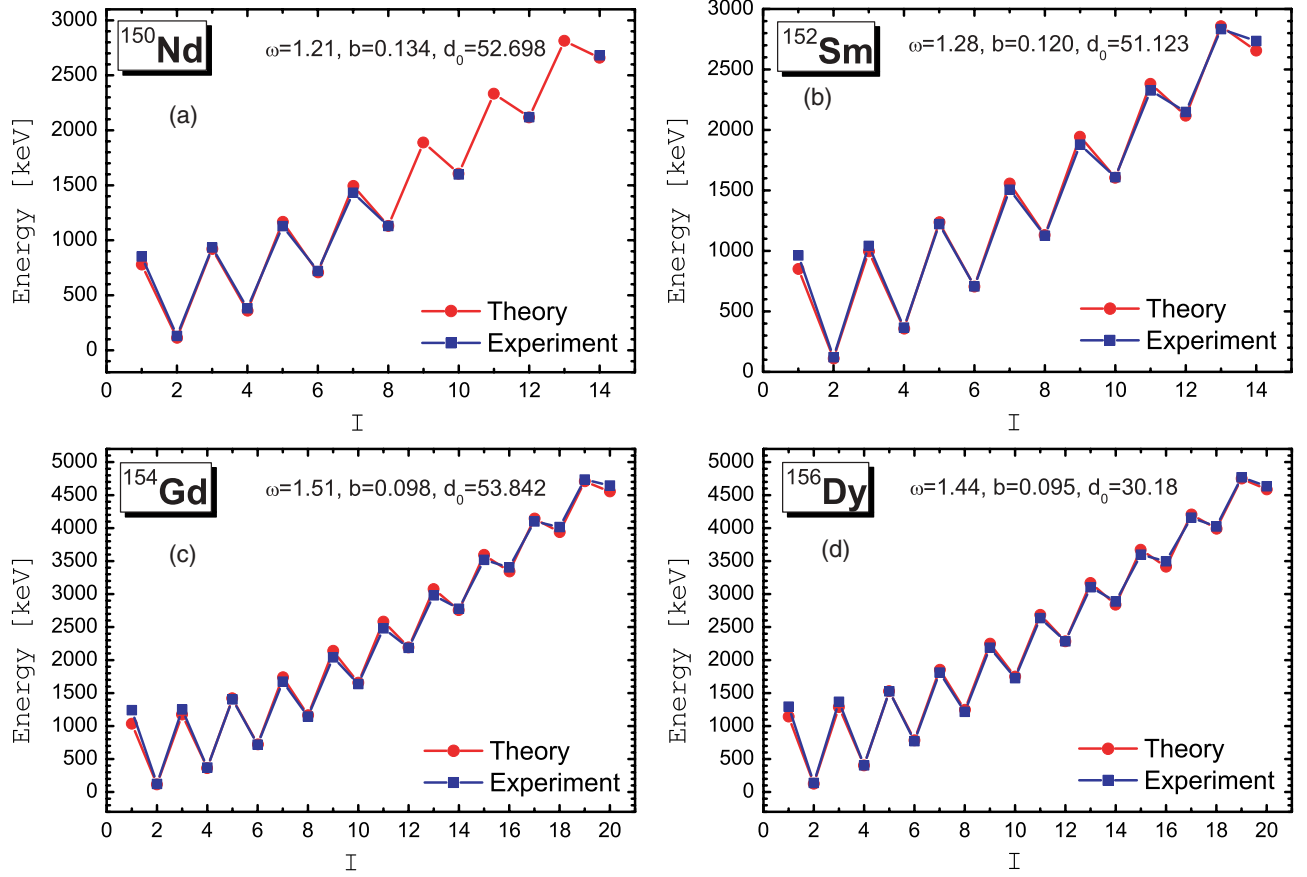 150Nd
ω=1.21, b=0.134, d0=52.698
(a)
Energy [keV]
3000
2500
2000
1500
1000
500
0
Theory
Experiment
0 2 4 6 8 10 12 14
I
152Sm
ω=1.28, b=0.120, d0=51.123
(b)
Energy [keV]
3000
2500
2000
1500
1000
500
0
Theory
Experiment
0 2 4 6 8 10 12 14
I
154Gd
ω=1.51, b=0.098, d0=53.842
(c)
Energy [keV]
5000
4500
4000
3500
3000
2500
2000
1500
1000
500
0
Theory
Experiment
0 2 4 6 8 10 12 14 16 18 20
I
156Dy
ω=1.44, b=0.095, d0=30.18
(d)
Energy [keV]
5000
4500
4000
3500
3000
2500
2000
1500
1000
500
0
Theory
Experiment
0 2 4 6 8 10 12 14 16 18 20
I